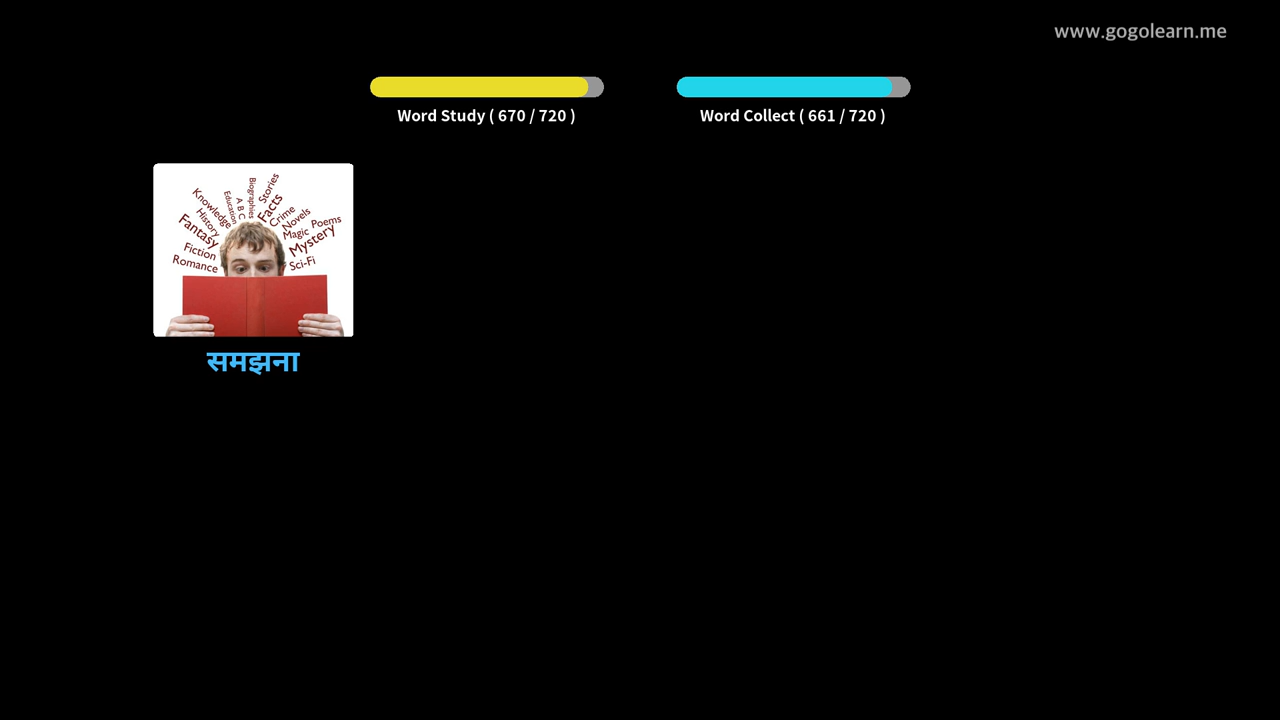 www.gogolearn.me
Word Study ( 670 / 720 )
Word Collect ( 661 / 720 )
Romance
Fiction
Fantasy
History
Knowledge
Education
A B C
Biographies
Stories
Facts
Crime
Novels
Magic
Poems
Mystery
Sci-Fi
समझना